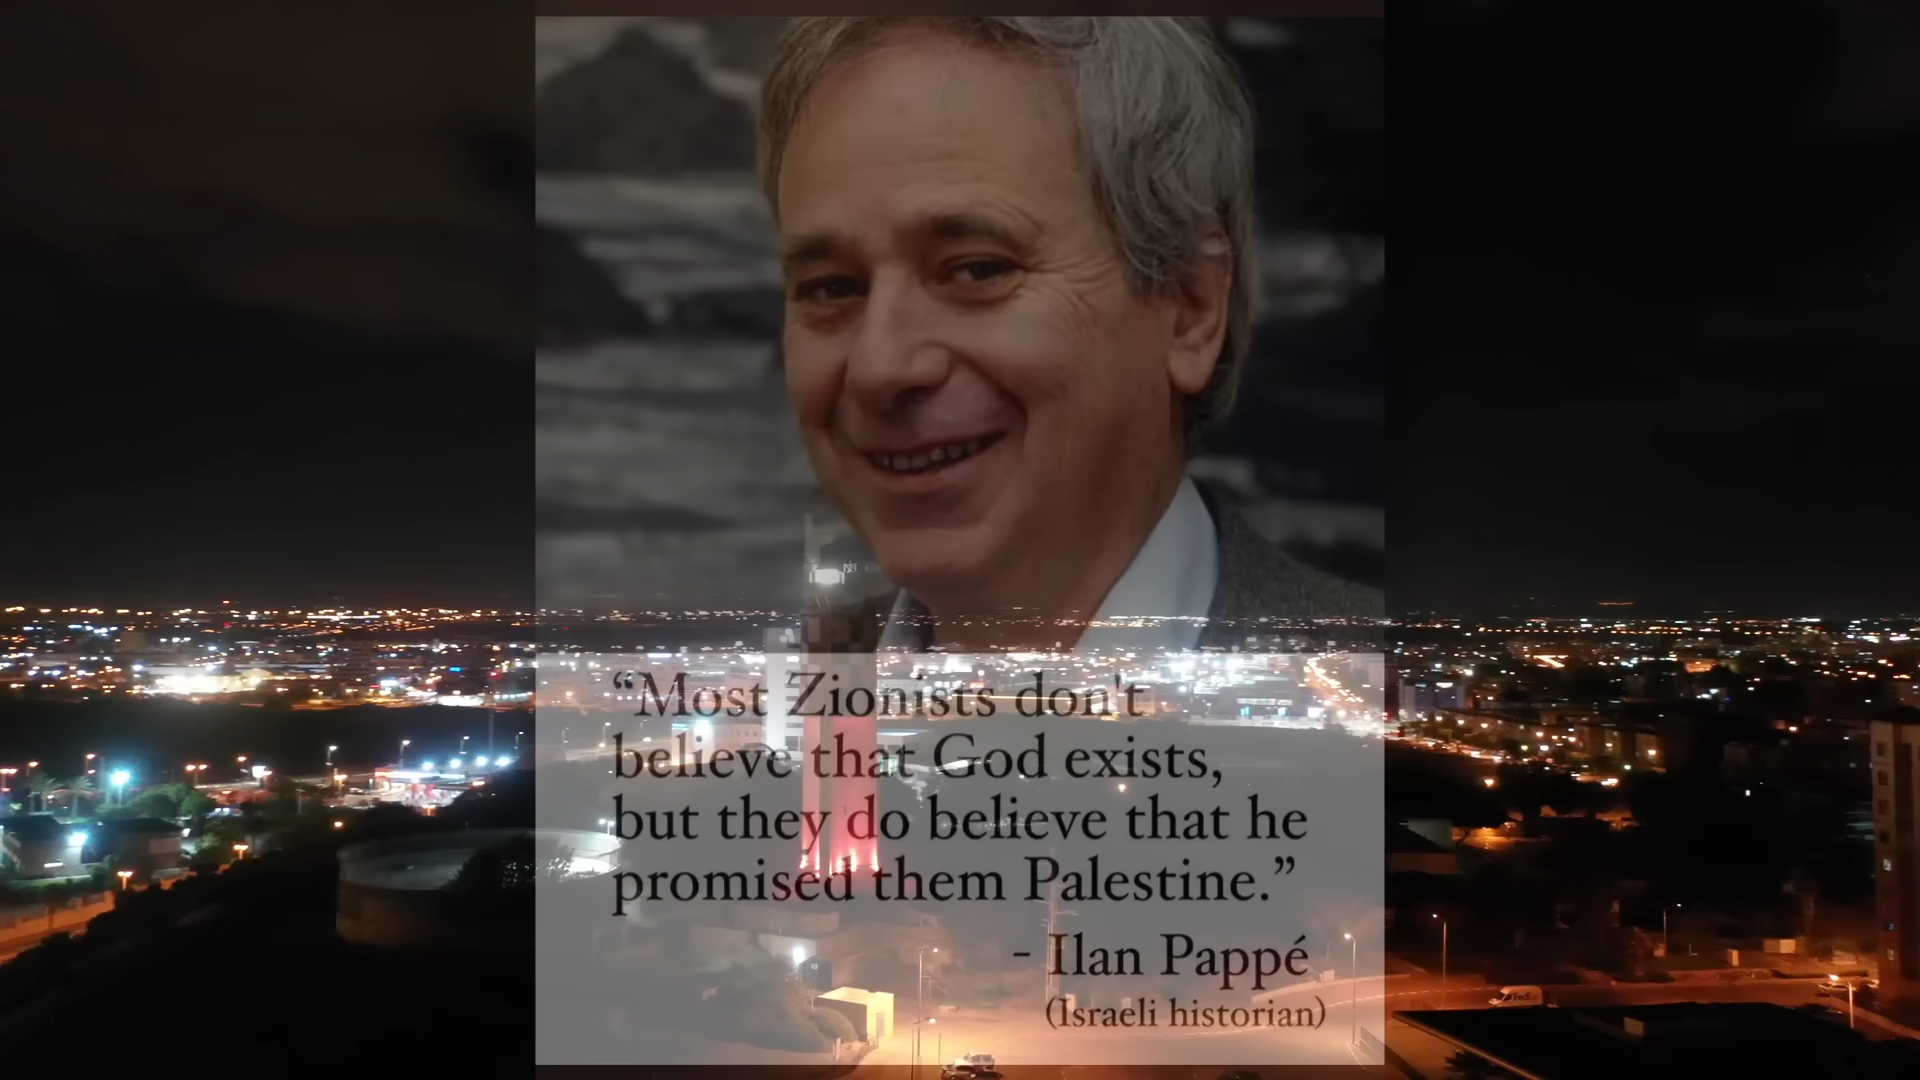 “Most Zionists don't
believe that God exists,
but they do believe that he
promised them Palestine.”
- Ilan Pappé
(Israeli historian)
FedEx